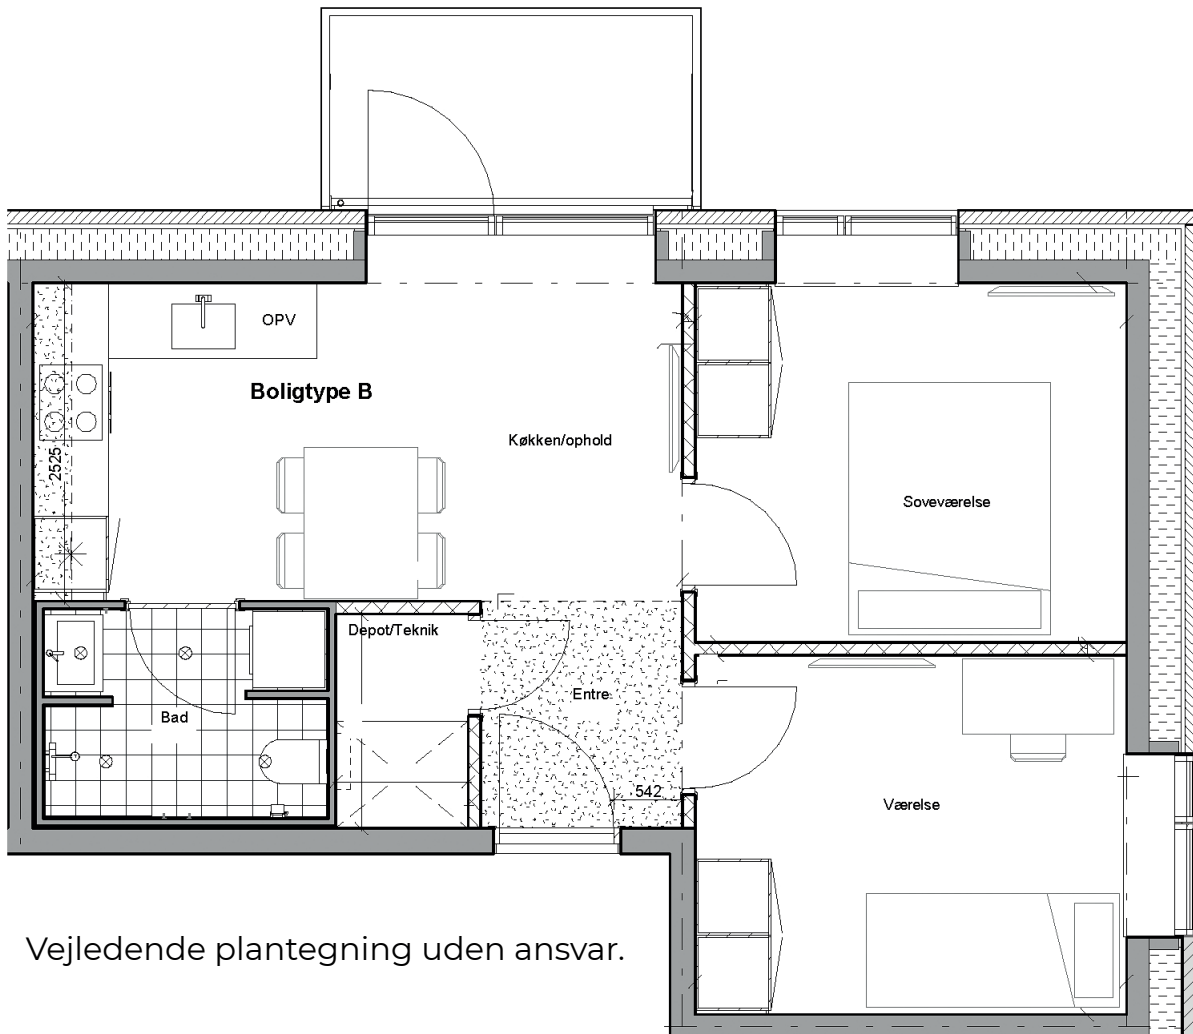 OPV
Boligtype B
Køkken/ophold
2525
Soveværelse
Depot/Teknik
Entre
Bad
542
Værelse
Vejledende plantegning uden ansvar.